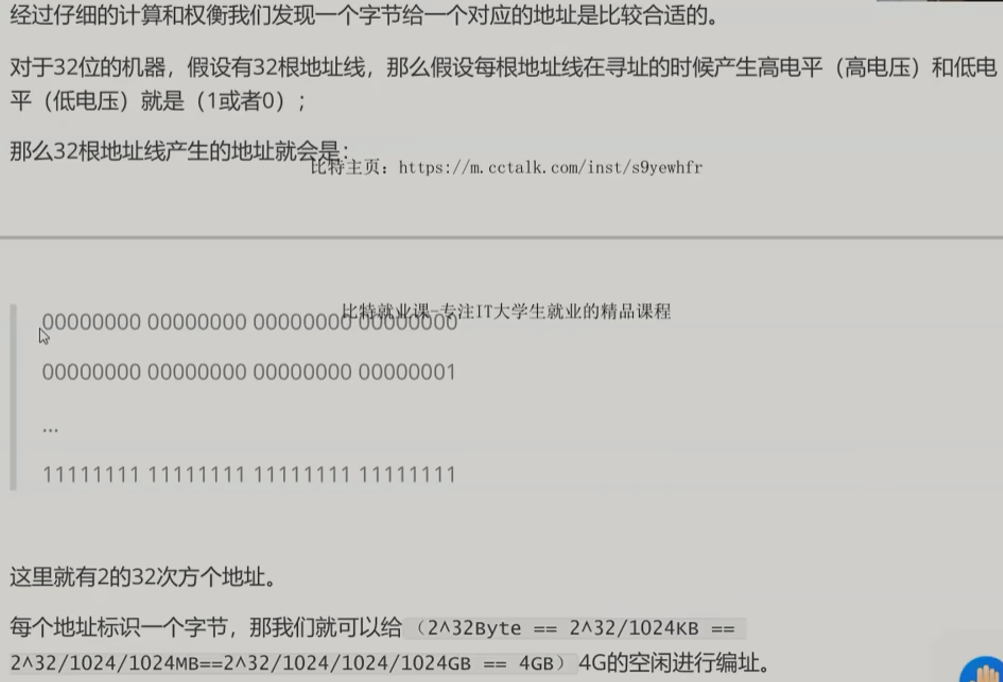 经过仔细的计算和权衡我们发现一个字节给一个对应的地址是比较合适的。
对于32位的机器，假设有32根地址线，那么假设每根地址线在寻址的时候产生高电平（高电压）和低电
平（低电压）就是（1或者0）；
那么32根地址线产生的地址就会是：
比特主页：https://m.cctalk.com/inst/s9yewhfr
比特就业课-专注IT大学生就业的精品课程
00000000 00000000 00000000 00000000
00000000 00000000 00000000 00000001
...
11111111 11111111 11111111 11111111
这里就有2的32次方个地址。
每个地址标识一个字节，那我们就可以给（2^32Byte == 2^32/1024KB ==
2^32/1024/1024MB==2^32/1024/1024/1024GB == 4GB）4G的空闲进行编址。